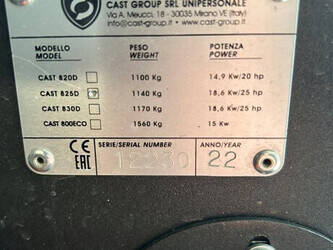 CAST GROUP SRL UNIPERSONALE
Via A. Meucci, 18 - 30035 Mirano VE (Italy)
info@cast-group.it - cast-group.it
MODELLO PESO POTENZA
MODEL WEIGHT POWER
CAST 820D 1100 Kg 14,9 Kw/20 hp
CAST 825D 1140 Kg 18,6 Kw/25 hp
CAST 830D 1170 Kg 18,6 Kw/25 hp
CAST 800ECO 1560 Kg 15 Kw
CE SERIE/SERIAL NUMBER ANNO/YEAR
EAC 12230 22